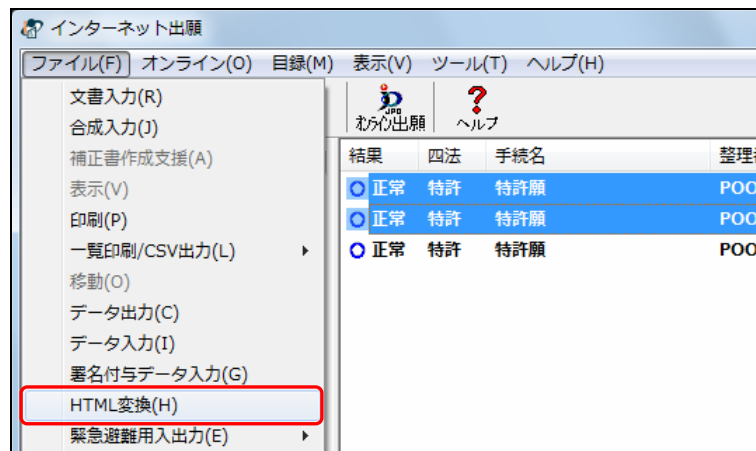 インターネット出願
ファイル(F) オンライン(O) 目録(M) 表示(V) ツール(T) ヘルプ(H)
文書入力(R)
合成入力(J)
補正書作成支援(A)
表示(V)
印刷(P)
一覧印刷/CSV出力(L)
移動(O)
データ出力(C)
データ入力(I)
署名付与データ入力(G)
HTML変換(H)
緊急避難用入出力(E)
JPO
オンライン出願 ヘルプ
結果 四法 手続名 整理
正常 特許 特許願 POO
正常 特許 特許願 POO
正常 特許 特許願 POO